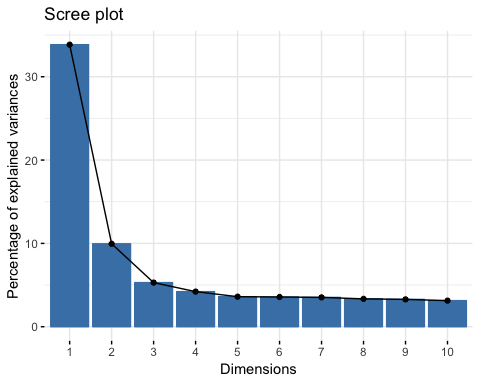 Scree plot
Percentage of explained variances
30
20
10
0
1 2 3 4 5 6 7 8 9 10
Dimensions